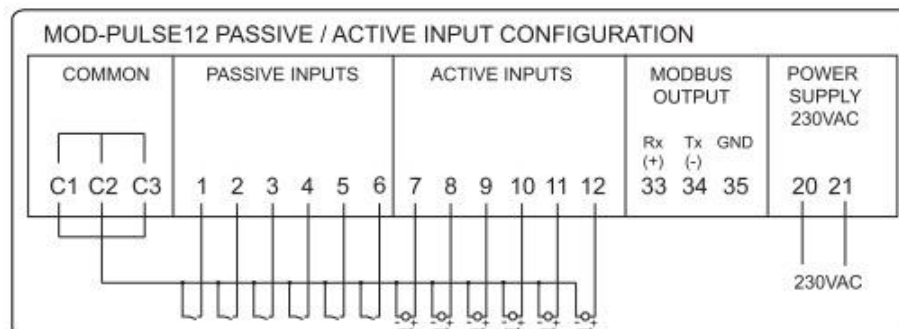 MOD-PULSE12 PASSIVE / ACTIVE INPUT CONFIGURATION
COMMON
PASSIVE INPUTS
ACTIVE INPUTS
MODBUS
OUTPUT
POWER
SUPPLY
230VAC
Rx Tx GND
(+) (-)
C1 C2 C3 1 2 3 4 5 6 7 8 9 10 11 12 33 34 35 20 21
230VAC
- + - + - + - + - + - +